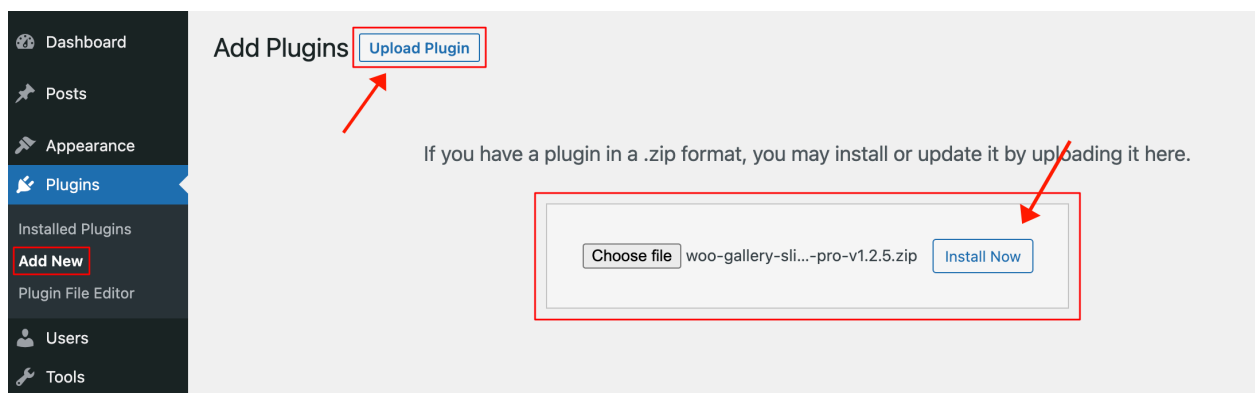 Dashboard
Posts
Appearance
Plugins
Installed Plugins
Add New
Plugin File Editor
Users
Tools
Add Plugins Upload Plugin
If you have a plugin in a .zip format, you may install or update it by uploading it here.
Choose file woo-gallery-sli...-pro-v1.2.5.zip Install Now